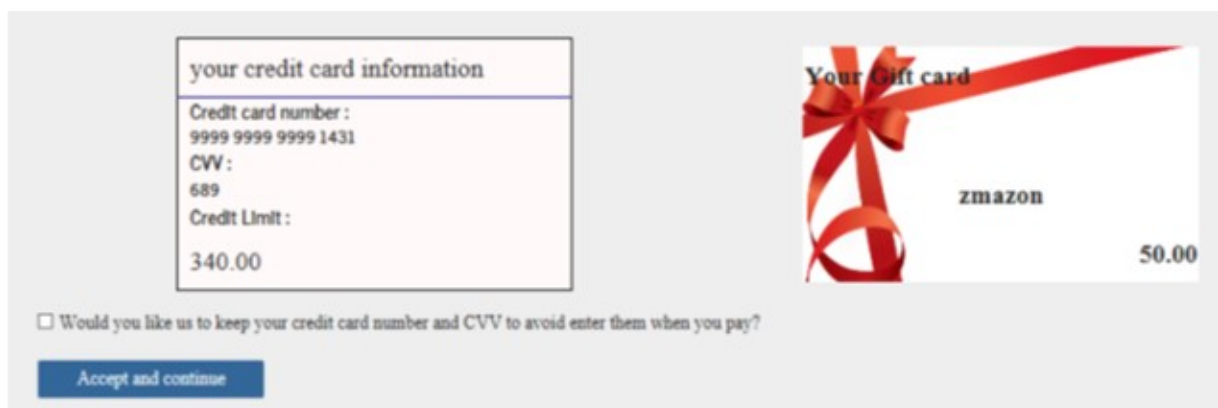 your credit card information
Credit card number :
9999 9999 9999 1431
CVV :
689
Credit Limit :
340.00
Your Gift card
zmazon
50.00
Would you like us to keep your credit card number and CVV to avoid enter them when you pay?
Accept and continue